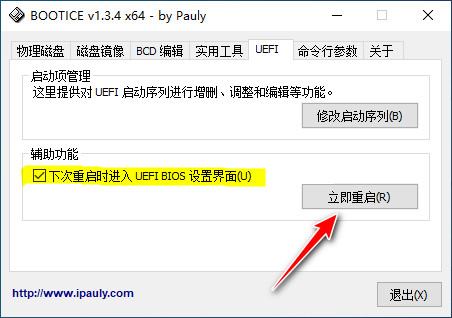 BOOTICE v1.3.4 x64 - by Pauly
物理磁盘 磁盘镜像 BCD 编辑 实用工具 UEFI 命令行参数 关于
启动项管理
这里提供对 UEFI 启动序列进行增删、调整和编辑等功能。
修改启动序列(B)
辅助功能
下次重启时进入 UEFI BIOS 设置界面(U)
立即重启(R)
http://www.ipauly.com
退出(X)